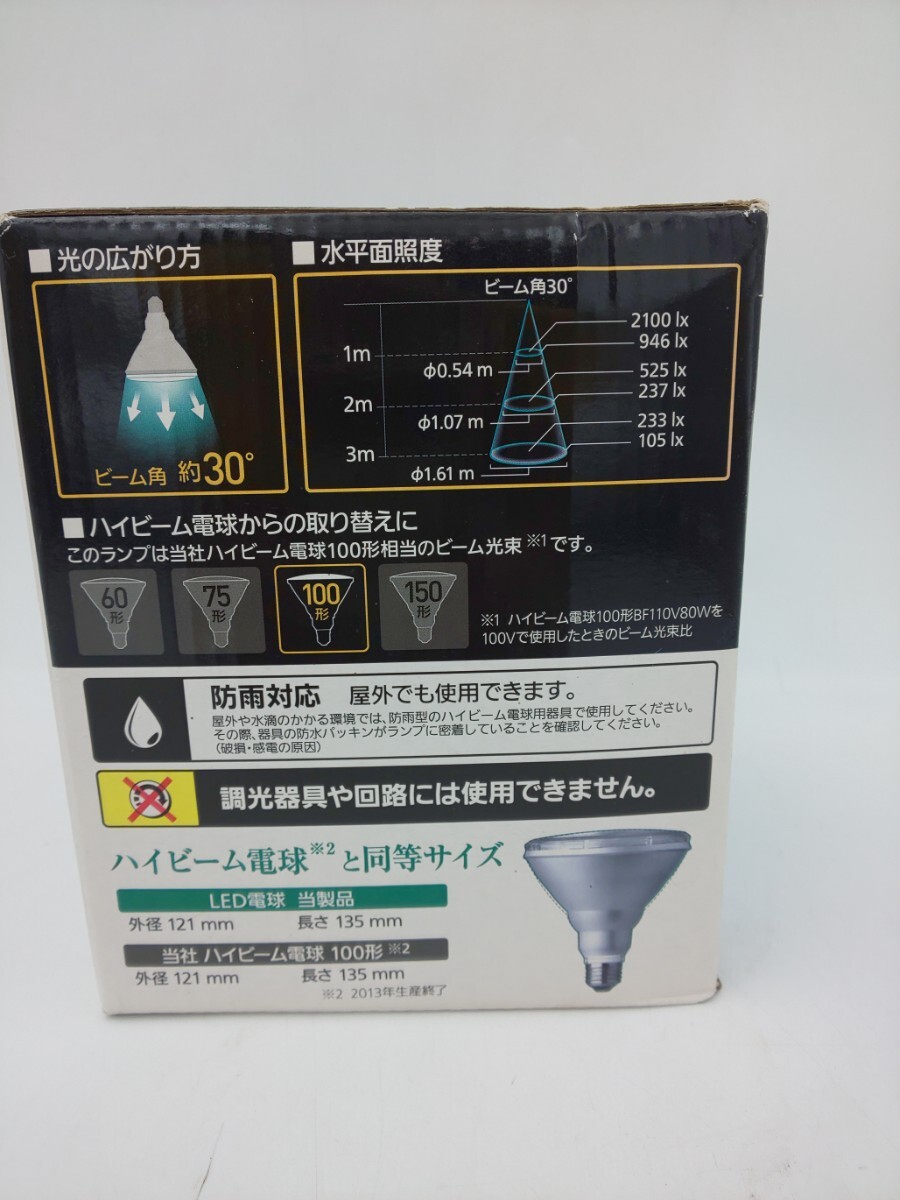 ■光の広がり方
ビーム角 約30°
■水平面照度
ビーム角30°
1m
2m
3m
φ0.54 m
φ1.07 m
φ1.61 m
2100 lx
946 lx
525 lx
237 lx
233 lx
105 lx
■ハイビーム電球からの取り替えに
このランプは当社ハイビーム電球100形相当のビーム光束※1です。
60形
75形
100形
150形
※1 ハイビーム電球100形BF110V80Wを
100Vで使用したときのビーム光束比
防雨対応 屋外でも使用できます。
屋外や水滴のかかる環境では、防雨型のハイビーム電球用器具で使用してください。
その際、器具の防水パッキンがランプに密着していることを確認してください。
(破損・感電の原因)
調光器具や回路には使用できません。
ハイビーム電球※2と同等サイズ
LED電球 当製品
外径 121 mm 長さ 135 mm
当社 ハイビーム電球 100形※2
外径 121 mm 長さ 135 mm
※2 2013年生産終了